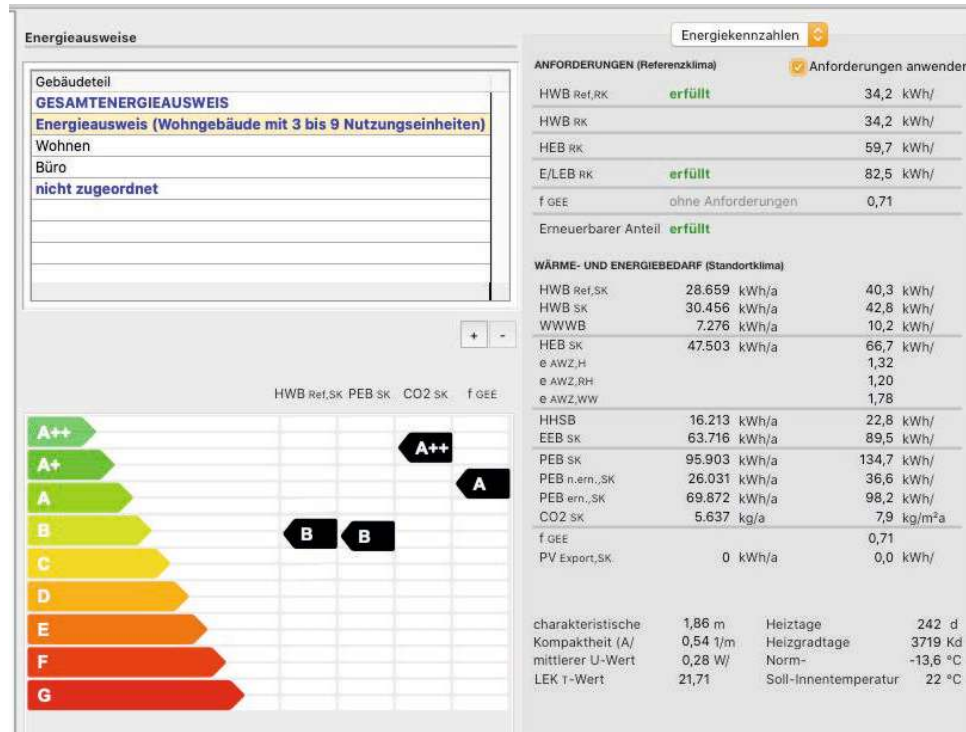 Energieausweise
Gebäudeteil
GESAMTENERGIEAUSWEIS
Energieausweis (Wohngebäude mit 3 bis 9 Nutzungseinheiten)
Wohnen
Büro
nicht zugeordnet
+ -
HWB Ref,SK PEB SK CO2 SK f GEE
A++ A++
A+
A A
B B B
C
D
E
F
G
Energiekennzahlen
ANFORDERUNGEN (Referenzklima) Anforderungen anwenden
HWB Ref,RK erfüllt 34,2 kWh/
HWB RK 34,2 kWh/
HEB RK 59,7 kWh/
E/LEB RK erfüllt 82,5 kWh/
f GEE ohne Anforderungen 0,71
Erneuerbarer Anteil erfüllt
WÄRME- UND ENERGIEBEDARF (Standortklima)
HWB Ref,SK 28.659 kWh/a 40,3 kWh/
HWB SK 30.456 kWh/a 42,8 kWh/
WWWB 7.276 kWh/a 10,2 kWh/
HEB SK 47.503 kWh/a 66,7 kWh/
e AWZ,H 1,32
e AWZ,RH 1,20
e AWZ,WW 1,78
HHSB 16.213 kWh/a 22,8 kWh/
EEB SK 63.716 kWh/a 89,5 kWh/
PEB SK 95.903 kWh/a 134,7 kWh/
PEB n.ern.,SK 26.031 kWh/a 36,6 kWh/
PEB ern.,SK 69.872 kWh/a 98,2 kWh/
CO2 SK 5.637 kg/a 7,9 kg/m²a
f GEE 0,71
PV Export,SK 0 kWh/a 0,0 kWh/
charakteristische 1,86 m Heiztage 242 d
Kompaktheit (A/ 0,54 1/m Heizgradtage 3719 Kd
mittlerer U-Wert 0,28 W/ Norm- -13,6 °C
LEK T-Wert 21,71 Soll-Innentemperatur 22 °C